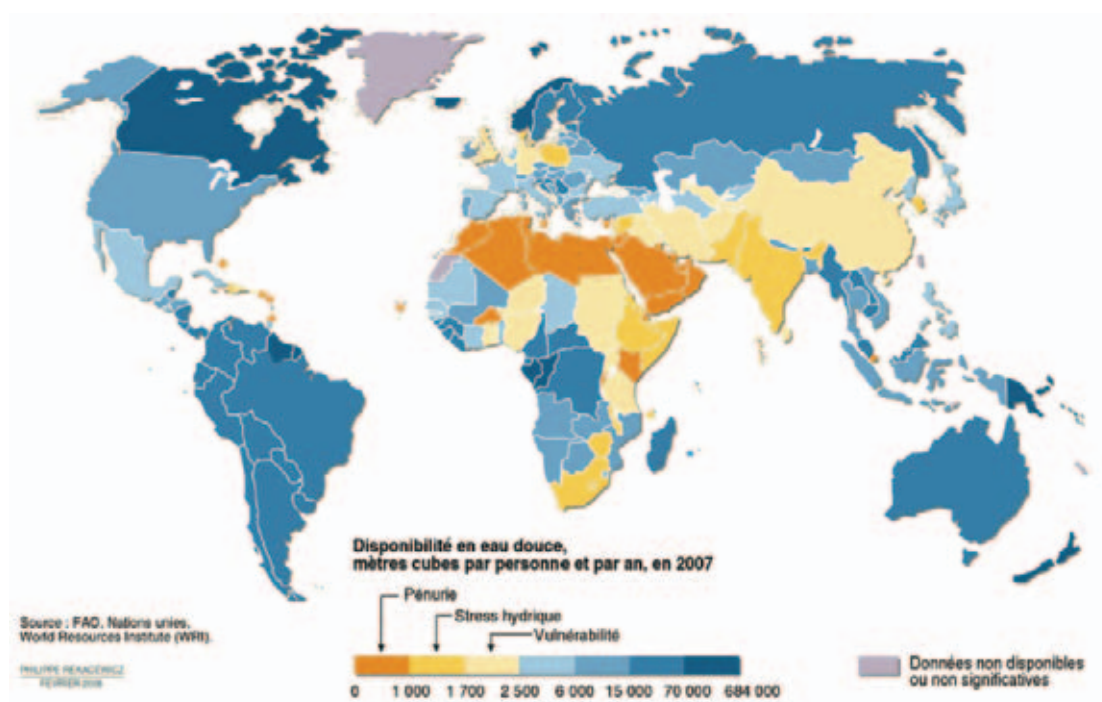 Disponibilité en eau douce,
mètres cubes par personne et par an, en 2007
Pénurie
Stress hydrique
Vulnérabilité
0 1 000 1 700 2 500 6 000 15 000 70 000 684 000
Données non disponibles
ou non significatives
Source : FAO, Nations unies,
World Resources Institute (WRI).
PHILIPPE REKACEWICZ